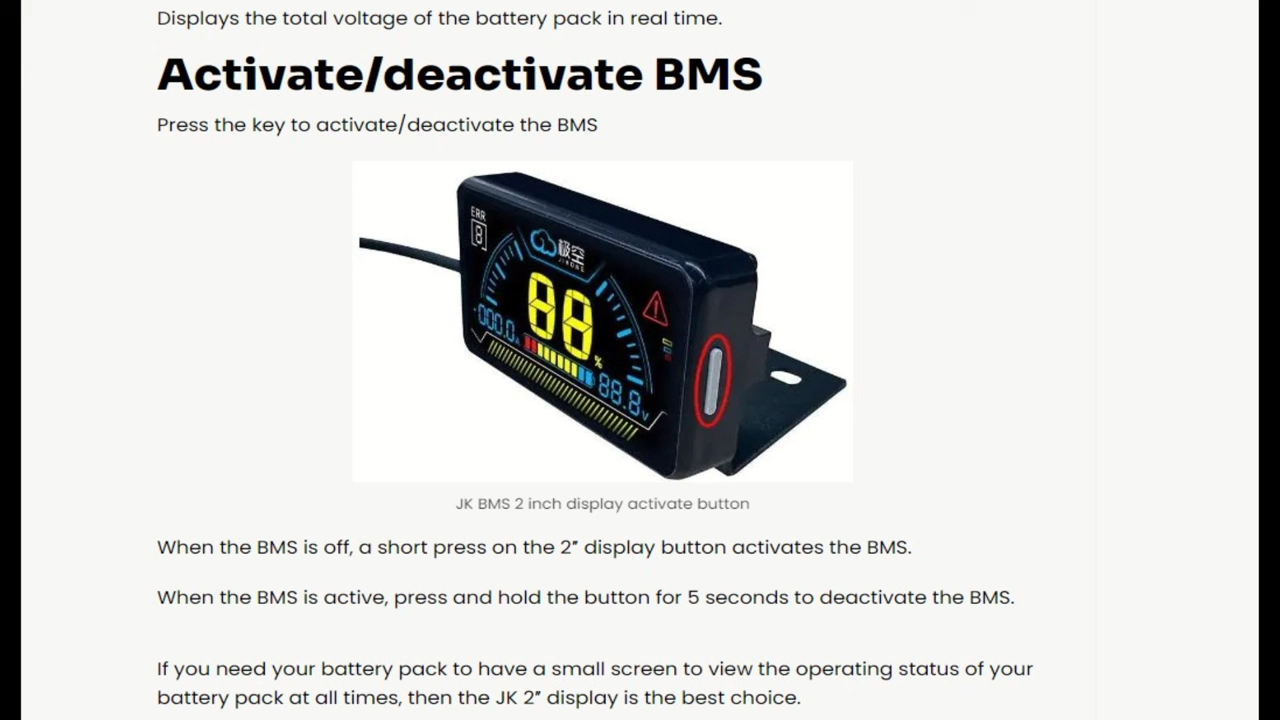 Displays the total voltage of the battery pack in real time.
Activate/deactivate BMS
Press the key to activate/deactivate the BMS
ERR
8
极空
JIKONG
88
%
000.0
88.8V
JK BMS 2 inch display activate button
When the BMS is off, a short press on the 2” display button activates the BMS.
When the BMS is active, press and hold the button for 5 seconds to deactivate the BMS.
If you need your battery pack to have a small screen to view the operating status of your
battery pack at all times, then the JK 2” display is the best choice.